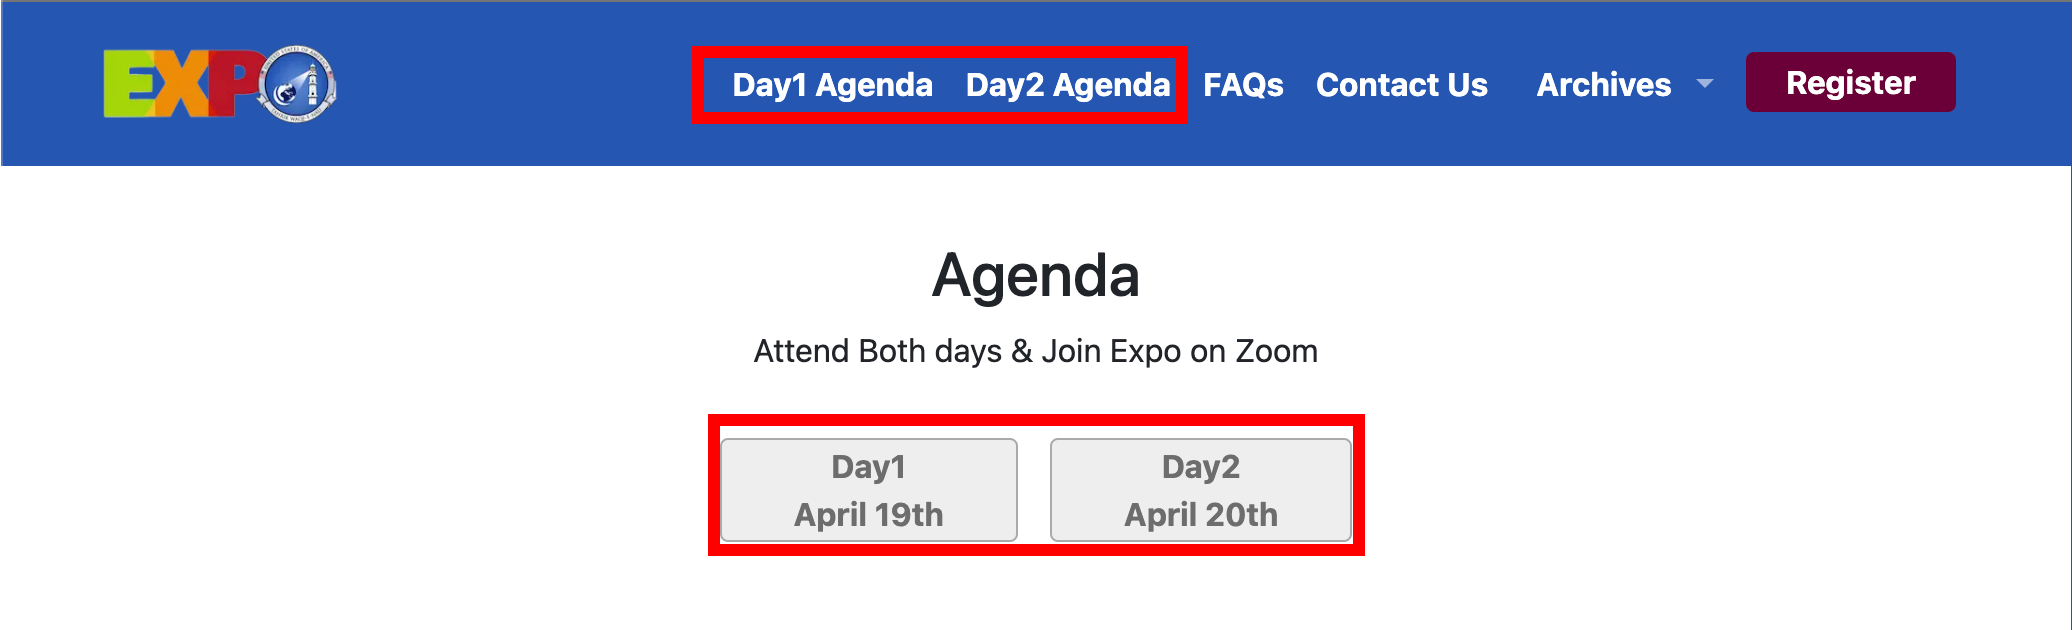 EXPO
Day1 Agenda Day2 Agenda FAQs Contact Us Archives Register
Agenda
Attend Both days & Join Expo on Zoom
Day1 Day2
April 19th April 20th